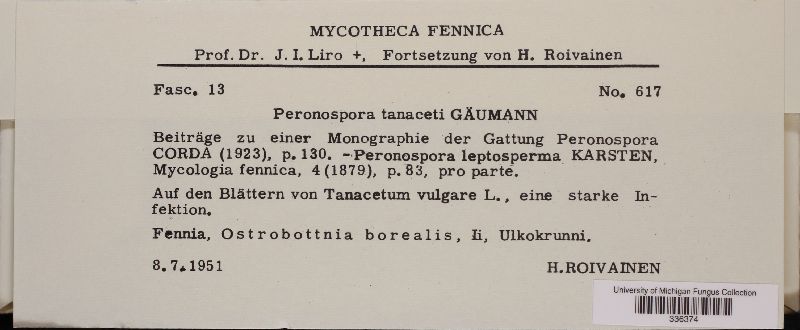 MYCOTHECA FENNICA
Prof. Dr. J. I. Liro +, Fortsetzung von H. Roivainen
Fasc. 13 No. 617
Peronospora tanaceti GÄUMANN
Beiträge zu einer Monographie der Gattung Peronospora
CORDA (1923), p. 130. - Peronospora leptosperma KARSTEN,
Mycologia fennica, 4 (1879), p. 83, pro parte.
Auf den Blättern von Tanacetum vulgare L., eine starke In-
fektion.
Fennia, Ostrobottnia borealis, Ii, Ulkokrunni.
8.7.1951 H. ROIVAINEN
University of Michigan Fungus Collection
336374